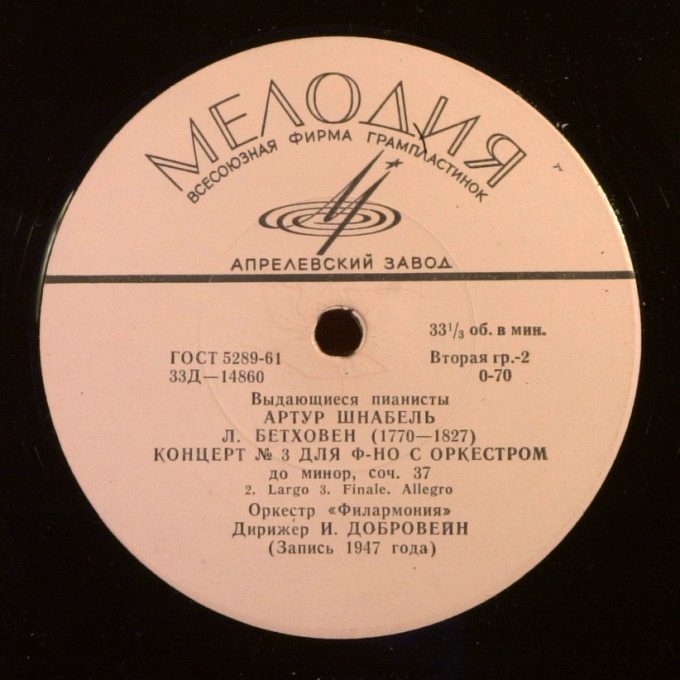 МЕЛОДИЯ
ВСЕСОЮЗНАЯ ФИРМА ГРАМПЛАСТИНОК
АПРЕЛЕВСКИЙ ЗАВОД
33 1/3 об. в мин.
ГОСТ 5289-61
Вторая гр.-2
33Д—14860
0-70
Выдающиеся пианисты
АРТУР ШНАБЕЛЬ
Л. БЕТХОВЕН (1770—1827)
КОНЦЕРТ № 3 ДЛЯ Ф-НО С ОРКЕСТРОМ
до минор, соч. 37
2. Largo 3. Finale. Allegro
Оркестр «Филармония»
Дирижер И. ДОБРОВЕЙН
(Запись 1947 года)